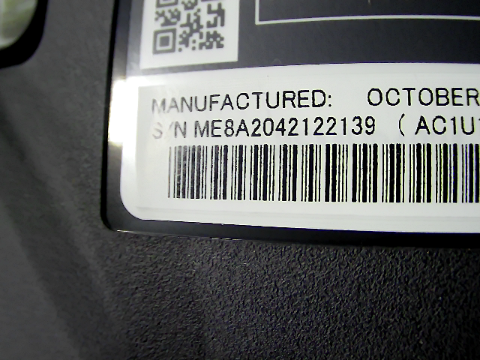 MANUFACTURED: OCTOBER
S/N ME8A2042122139 ( AC1U